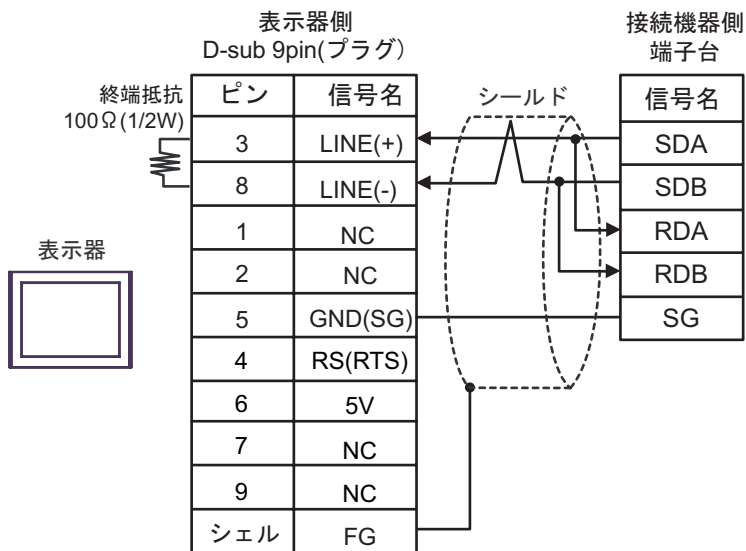 表示器側
D-sub 9pin(プラグ)
接続機器側
端子台
終端抵抗
100Ω(1/2W)
ピン 信号名
シールド
信号名
3 LINE(+)
SDA
8 LINE(-)
SDB
1 NC
RDA
表示器
2 NC
RDB
5 GND(SG)
SG
4 RS(RTS)
6 5V
7 NC
9 NC
シェル FG